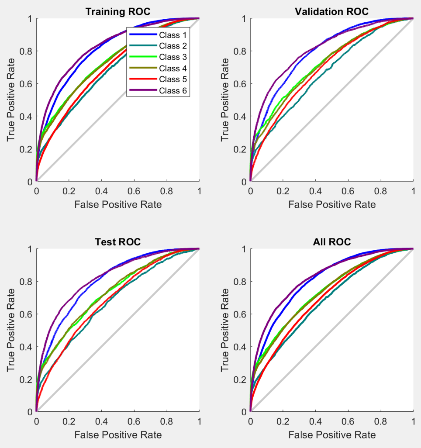 Training ROC
True Positive Rate
1
0.8
0.6
0.4
0.2
0
Class 1
Class 2
Class 3
Class 4
Class 5
Class 6
0 0.2 0.4 0.6 0.8 1
False Positive Rate
Validation ROC
True Positive Rate
1
0.8
0.6
0.4
0.2
0
0 0.2 0.4 0.6 0.8 1
False Positive Rate
Test ROC
True Positive Rate
1
0.8
0.6
0.4
0.2
0
0 0.2 0.4 0.6 0.8 1
False Positive Rate
All ROC
True Positive Rate
1
0.8
0.6
0.4
0.2
0
0 0.2 0.4 0.6 0.8 1
False Positive Rate